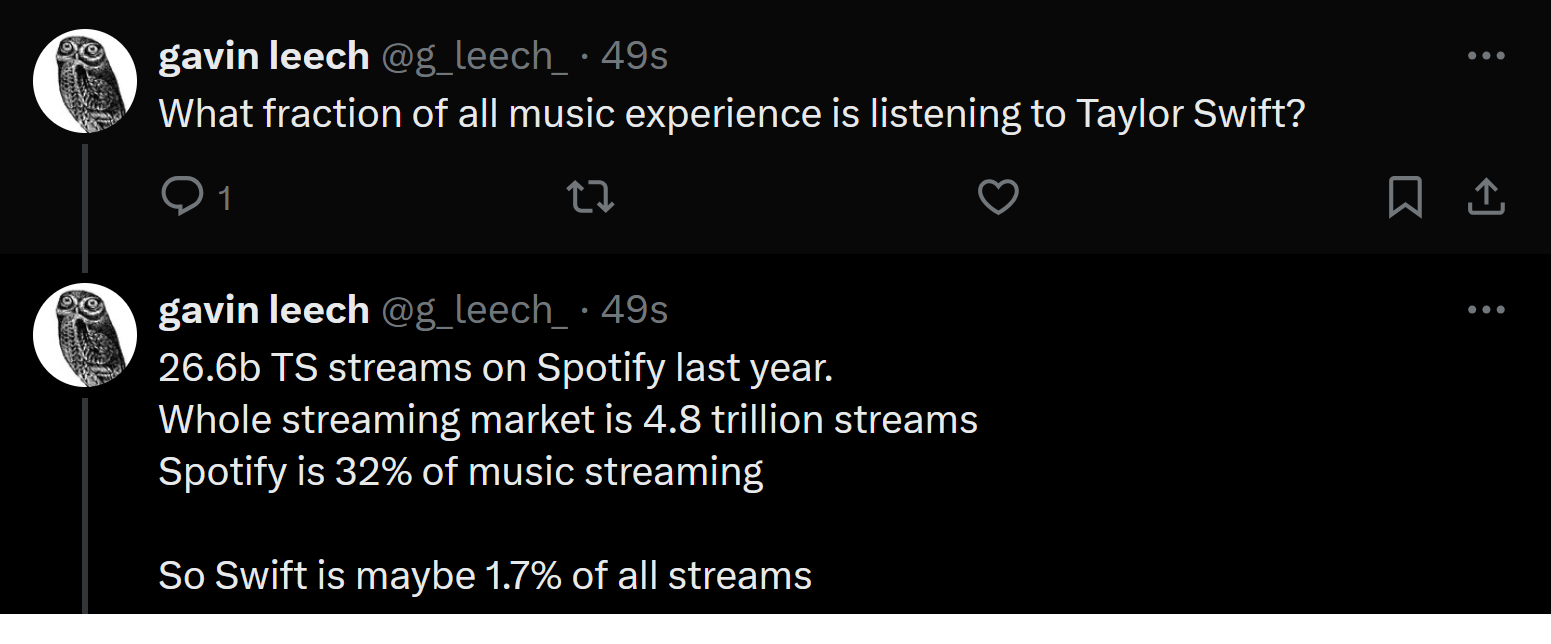 gavin leech @g_leech_ · 49s
What fraction of all music experience is listening to Taylor Swift?
1
gavin leech @g_leech_ · 49s
26.6b TS streams on Spotify last year.
Whole streaming market is 4.8 trillion streams
Spotify is 32% of music streaming
So Swift is maybe 1.7% of all streams